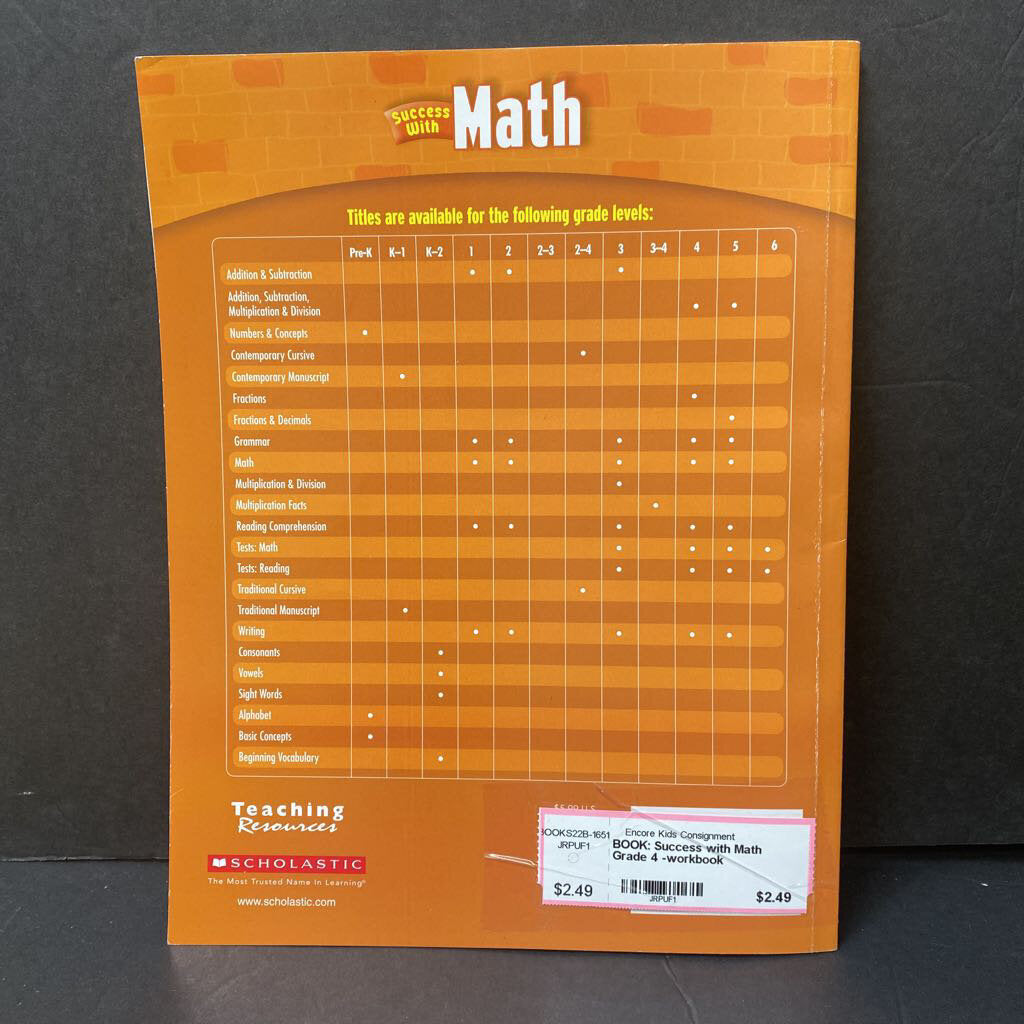 Success
With
Math
Titles are available for the following grade levels:
Pre-K K–1 K–2 1 2 2–3 2–4 3 3–4 4 5 6
Addition & Subtraction • • •
Addition, Subtraction,
Multiplication & Division • •
Numbers & Concepts •
Contemporary Cursive •
Contemporary Manuscript •
Fractions •
Fractions & Decimals •
Grammar • • • • •
Math • • • • •
Multiplication & Division •
Multiplication Facts •
Reading Comprehension • • • • •
Tests: Math • • • •
Tests: Reading • • • •
Traditional Cursive •
Traditional Manuscript •
Writing • • • • •
Consonants •
Vowels •
Sight Words •
Alphabet •
Basic Concepts •
Beginning Vocabulary •
Teaching
Resources
SCHOLASTIC
The Most Trusted Name In Learning®
www.scholastic.com
$5.99 U.S.
BOOKS22B-1651
JRPUF1
$2.49
Encore Kids Consignment
BOOK: Success with Math
Grade 4 -workbook
JRPUF1
$2.49